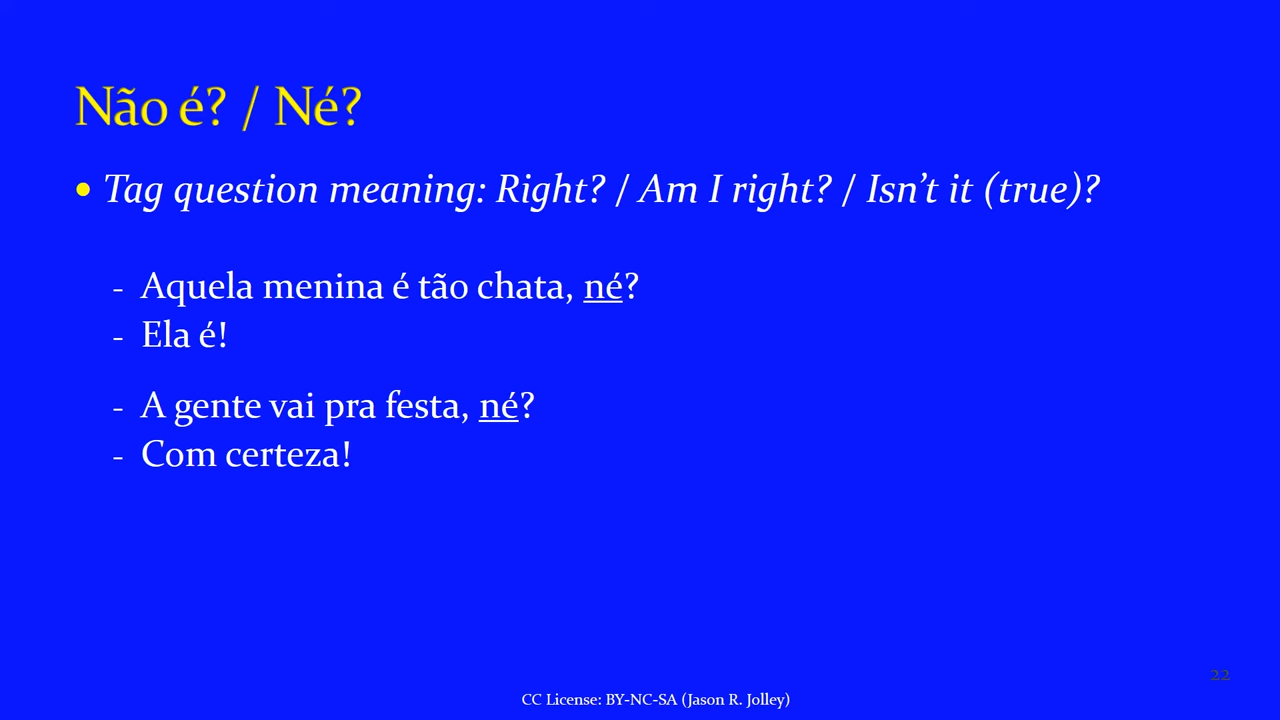 Não é? / Né?
• Tag question meaning: Right? / Am I right? / Isn’t it (true)?
- Aquela menina é tão chata, né?
- Ela é!
- A gente vai pra festa, né?
- Com certeza!
22
CC License: BY-NC-SA (Jason R. Jolley)